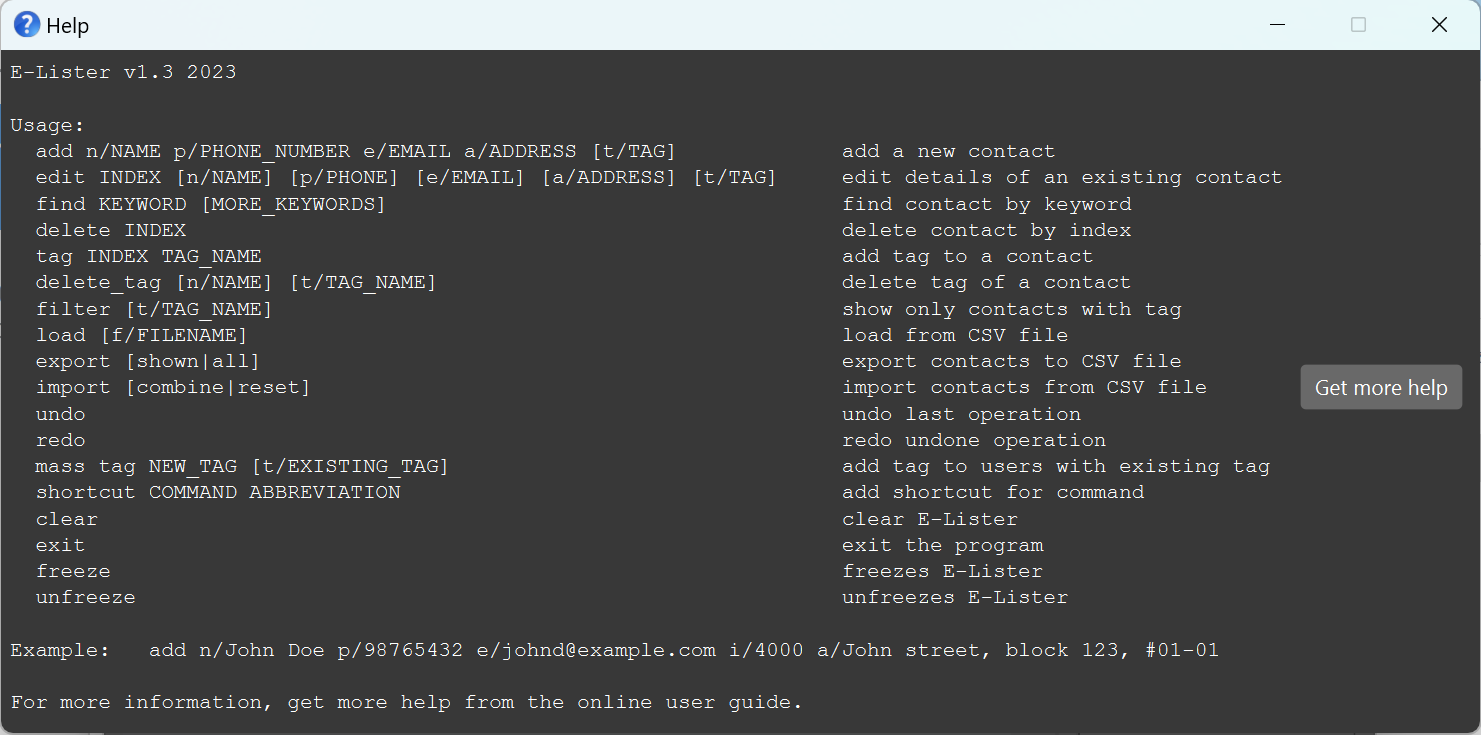 Help
E-Lister v1.3 2023
Usage:
add n/NAME p/PHONE_NUMBER e/EMAIL a/ADDRESS [t/TAG] add a new contact
edit INDEX [n/NAME] [p/PHONE] [e/EMAIL] [a/ADDRESS] [t/TAG] edit details of an existing contact
find KEYWORD [MORE_KEYWORDS] find contact by keyword
delete INDEX delete contact by index
tag INDEX TAG_NAME add tag to a contact
delete_tag [n/NAME] [t/TAG_NAME] delete tag of a contact
filter [t/TAG_NAME] show only contacts with tag
load [f/FILENAME] load from CSV file
export [shown|all] export contacts to CSV file
import [combine|reset] import contacts from CSV file
Get more help
undo undo last operation
redo redo undone operation
mass tag NEW_TAG [t/EXISTING_TAG] add tag to users with existing tag
shortcut COMMAND ABBREVIATION add shortcut for command
clear clear E-Lister
exit exit the program
freeze freezes E-Lister
unfreeze unfreezes E-Lister
Example: add n/John Doe p/98765432 e/johnd@example.com i/4000 a/John street, block 123, #01-01
For more information, get more help from the online user guide.